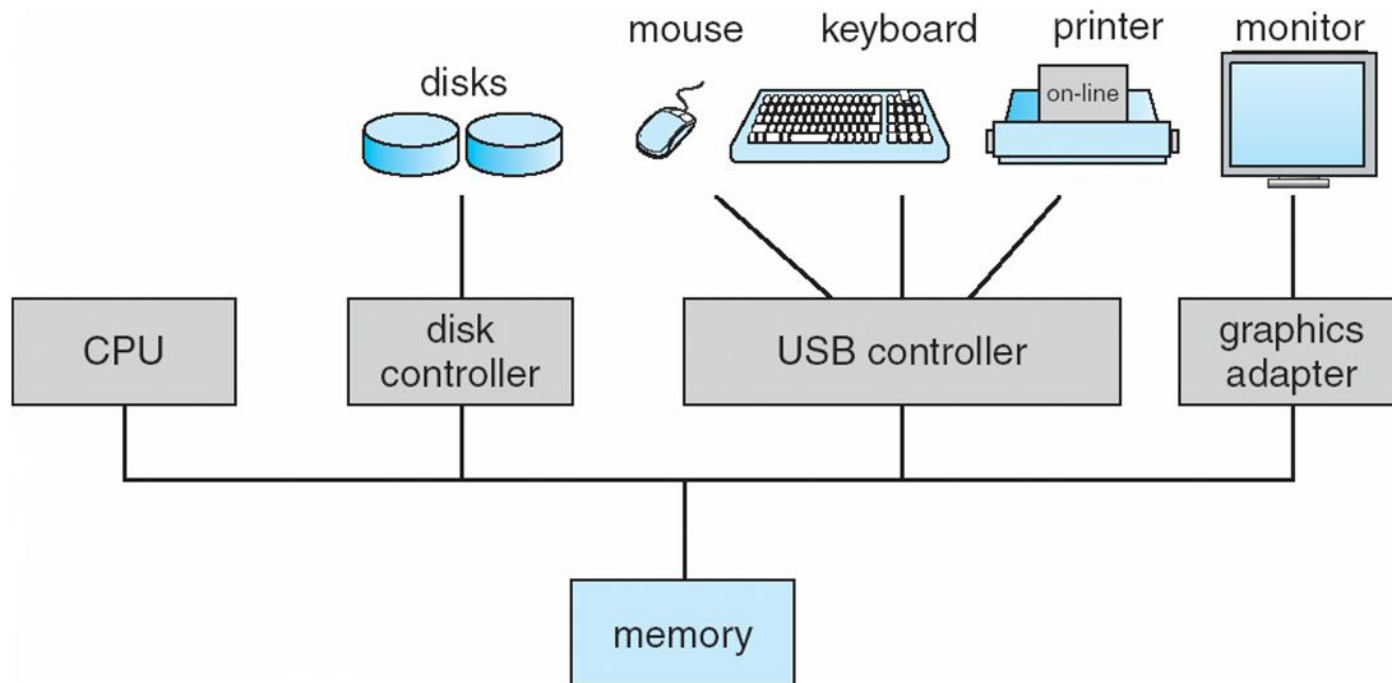 mouse
keyboard
printer
monitor
disks
on-line
CPU
disk
controller
USB controller
graphics
adapter
memory